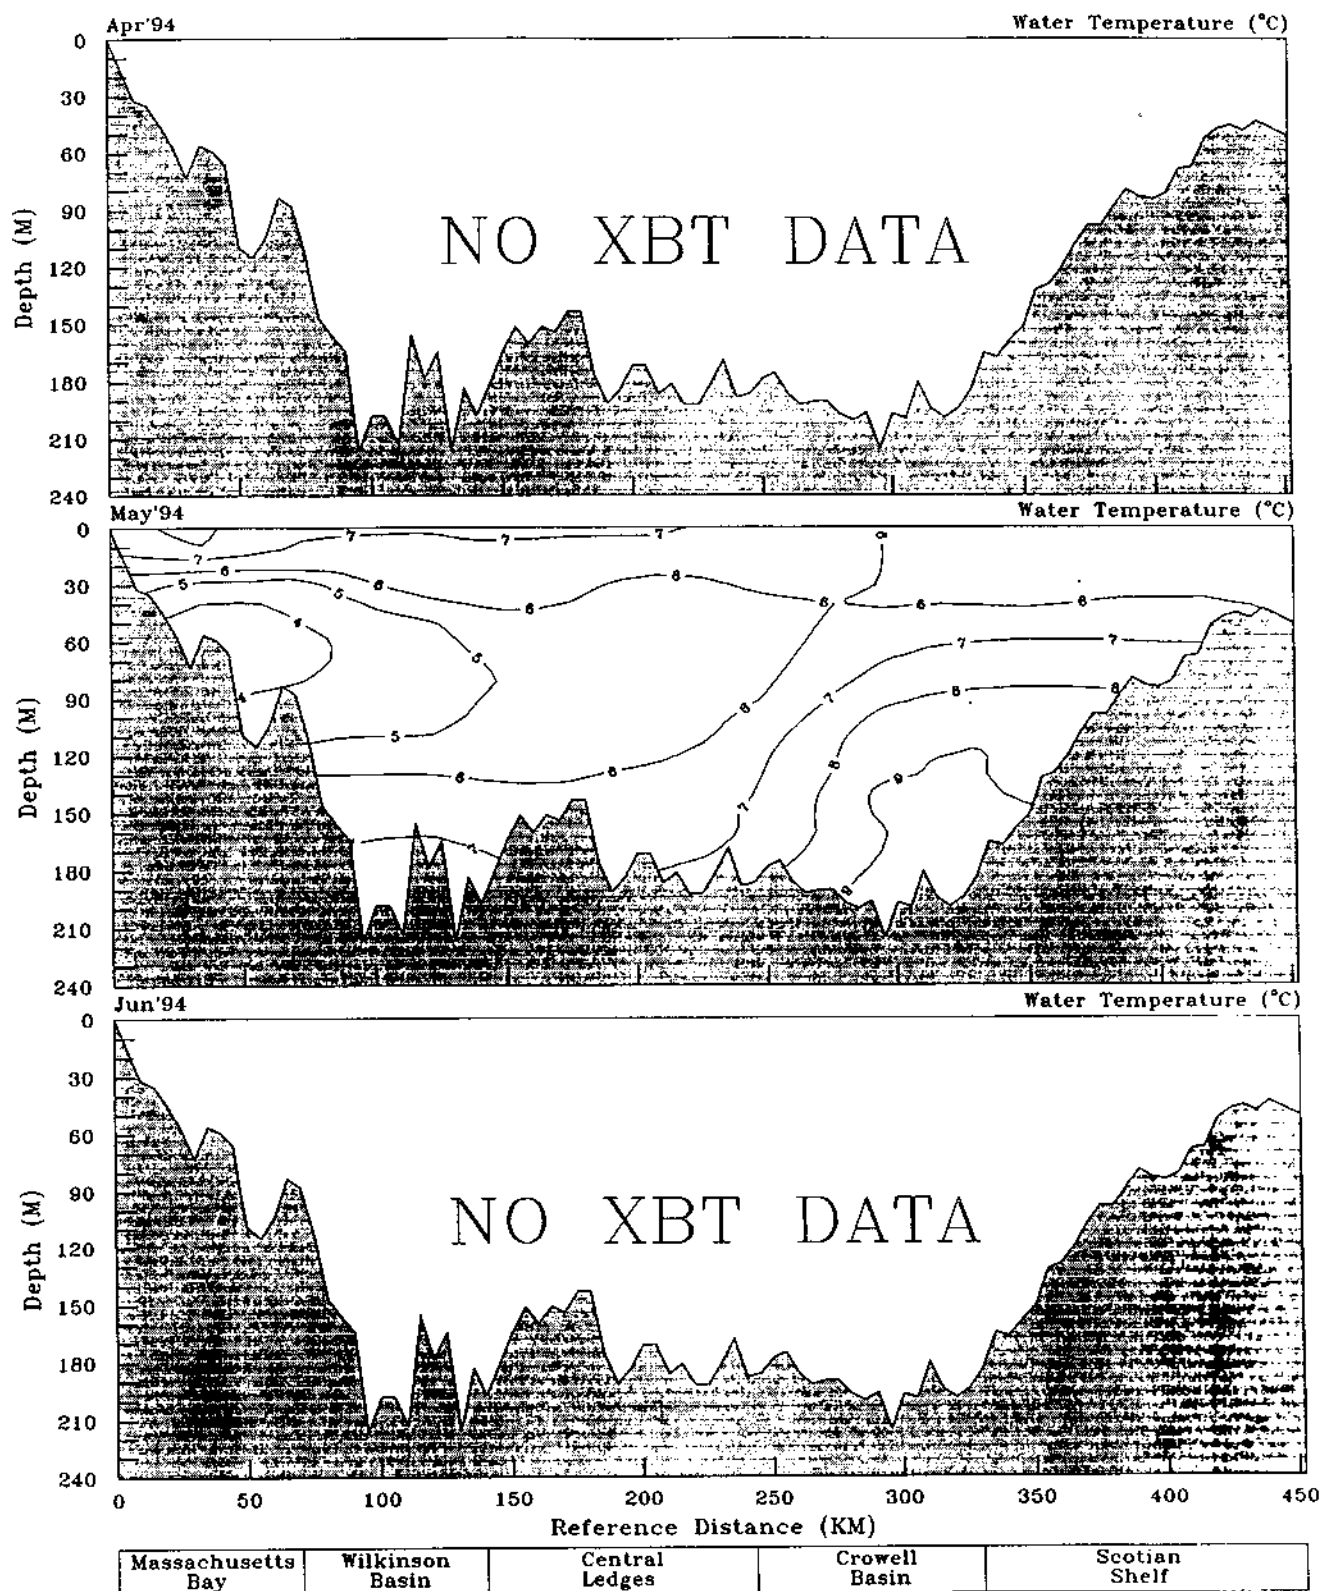 Apr'94 Water Temperature (°C)
0
30
60
90
120
150
180
210
240
Depth (M)
NO XBT DATA
May'94 Water Temperature (°C)
0
30
60
90
120
150
180
210
240
Depth (M)
7 7 7
7
6 6 6
5 5
6 6 6 6
4
5
7 7
4
6 7 8 8
5
6 6 8 9
7
7
Jun'94 Water Temperature (°C)
0
30
60
90
120
150
180
210
240
Depth (M)
NO XBT DATA
0 50 100 150 200 250 300 350 400 450
Reference Distance (KM)
Massachusetts Bay
Wilkinson Basin
Central Ledges
Crowell Basin
Scotian Shelf